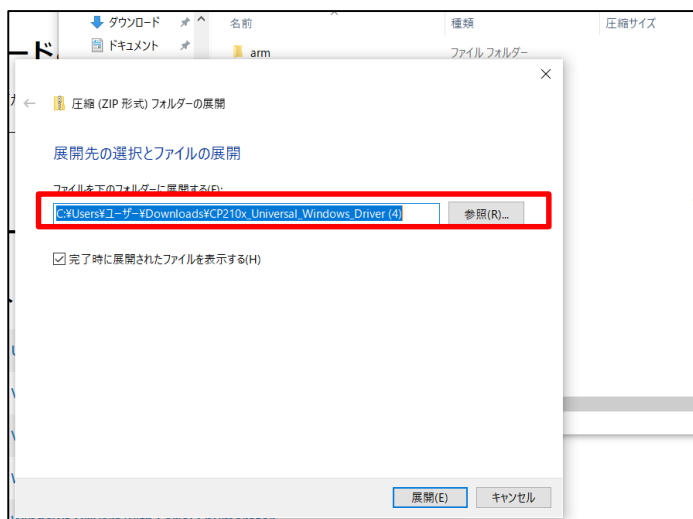 ダウンロード
ドキュメント
名前
種類
圧縮サイズ
arm
ファイル フォルダー
圧縮 (ZIP 形式) フォルダーの展開
展開先の選択とファイルの展開
ファイルを下のフォルダーに展開する(F):
C:¥Users¥ユーザー¥Downloads¥CP210x_Universal_Windows_Driver (4)
参照(R)...
完了時に展開されたファイルを表示する(H)
展開(E)
キャンセル